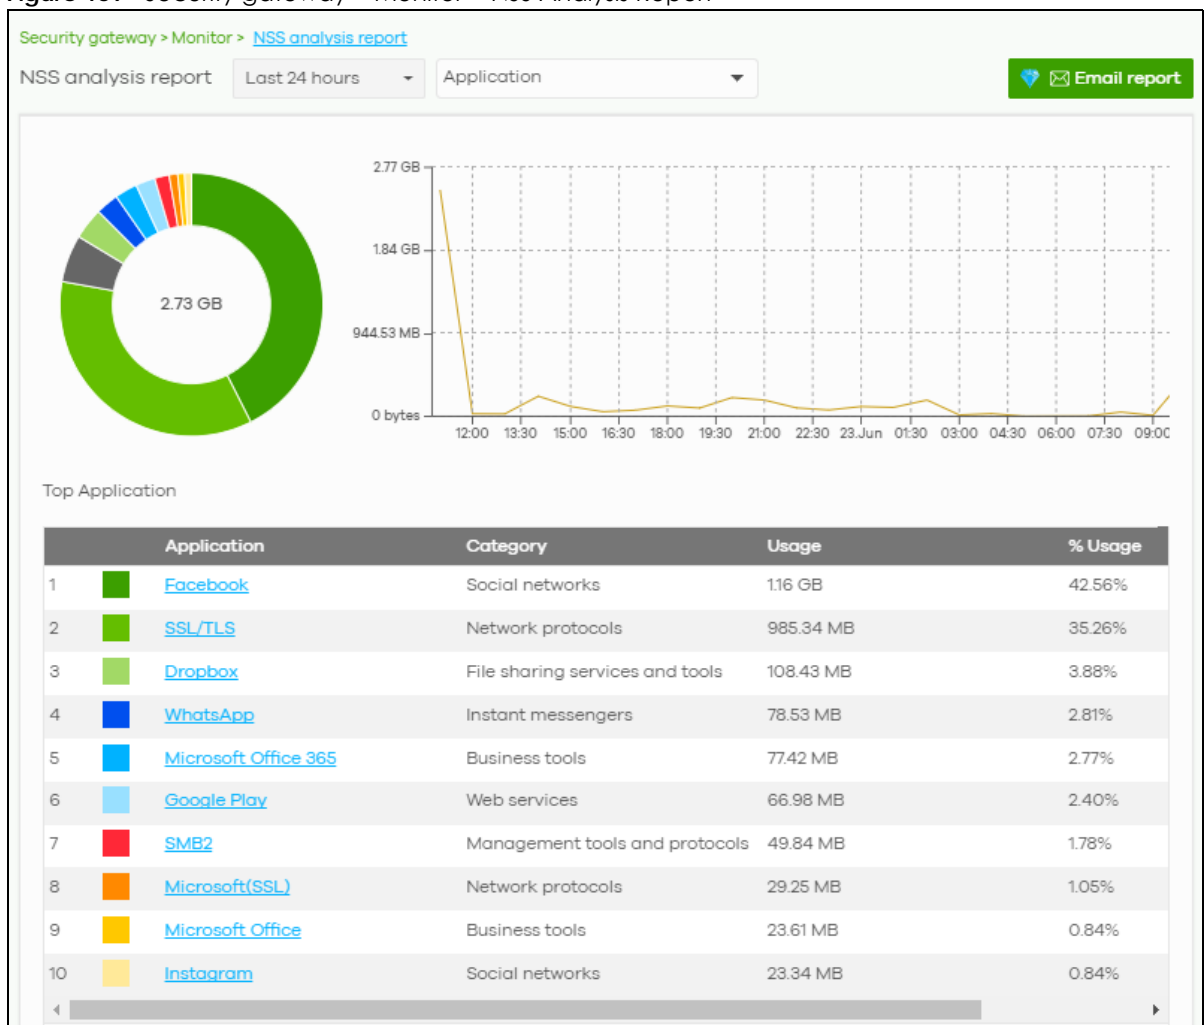 Security gateway > Monitor > NSS analysis report
NSS analysis report Last 24 hours Application Email report
2.77 GB
1.84 GB
944.53 MB
0 bytes
2.73 GB
12:00 13:30 15:00 16:30 18:00 19:30 21:00 22:30 23.Jun 01:30 03:00 04:30 06:00 07:30 09:00
Top Application
Application Category Usage % Usage
1 Facebook Social networks 1.16 GB 42.56%
2 SSL/TLS Network protocols 985.34 MB 35.26%
3 Dropbox File sharing services and tools 108.43 MB 3.88%
4 WhatsApp Instant messengers 78.53 MB 2.81%
5 Microsoft Office 365 Business tools 77.42 MB 2.77%
6 Google Play Web services 66.98 MB 2.40%
7 SMB2 Management tools and protocols 49.84 MB 1.78%
8 Microsoft(SSL) Network protocols 29.25 MB 1.05%
9 Microsoft Office Business tools 23.61 MB 0.84%
10 Instagram Social networks 23.34 MB 0.84%